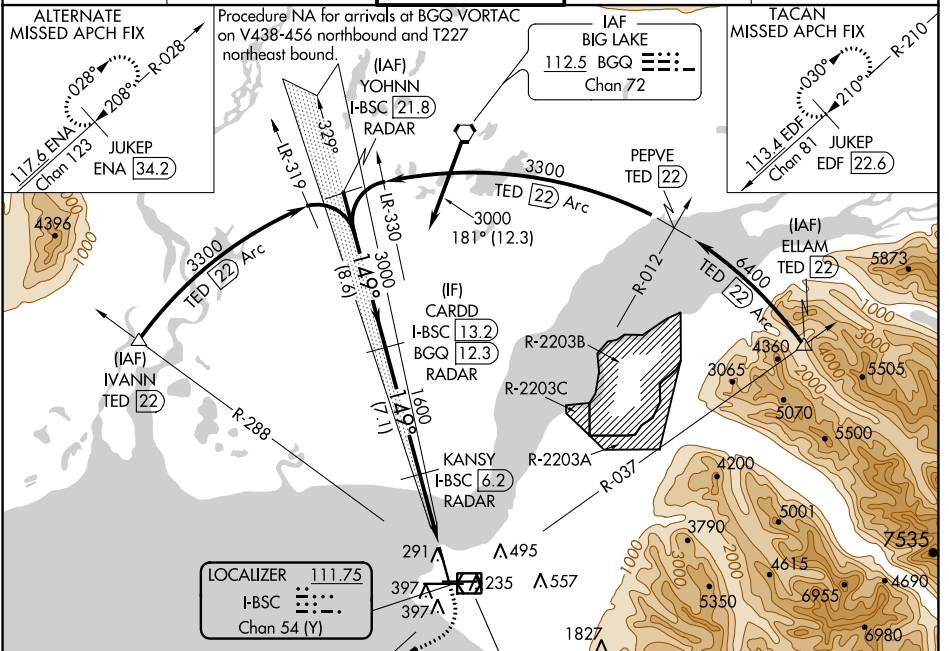 ALTERNATE
MISSED APCH FIX
028°
208°
R-028
117.6 ENA
Chan 123
JUKEP
ENA 34.2
Procedure NA for arrivals at BGQ VORTAC
on V438-456 northbound and T227
northeast bound.
IAF
BIG LAKE
112.5 BGQ
Chan 72
TACAN
MISSED APCH FIX
030°
210°
R-210
113.4 EDF
Chan 81
JUKEP
EDF 22.6
(IAF)
YOHNN
I-BSC 21.8
RADAR
329°
LR-319
LR-330
3300
TED 22 Arc
PEPVE
TED 22
3000
181° (12.3)
4396
1000
3300
TED 22 Arc
3000
149°
(8.6)
R-012
6400
TED 22 Arc
(IAF)
ELLAM
TED 22
5873
1000
3000
4000
2000
4360
3065
5505
5070
5500
(IF)
CARDD
I-BSC 13.2
BGQ 12.3
RADAR
(IAF)
IVANN
TED 22
R-288
1600
149°
(7.1)
R-2203B
R-2203C
R-2203A
R-037
KANSY
I-BSC 6.2
RADAR
4200
5001
3790
2000
1000
3000
7535
4615
4690
5350
6955
6980
1827
291
495
397
235
557
397
LOCALIZER 111.75
I-BSC
Chan 54 (Y)